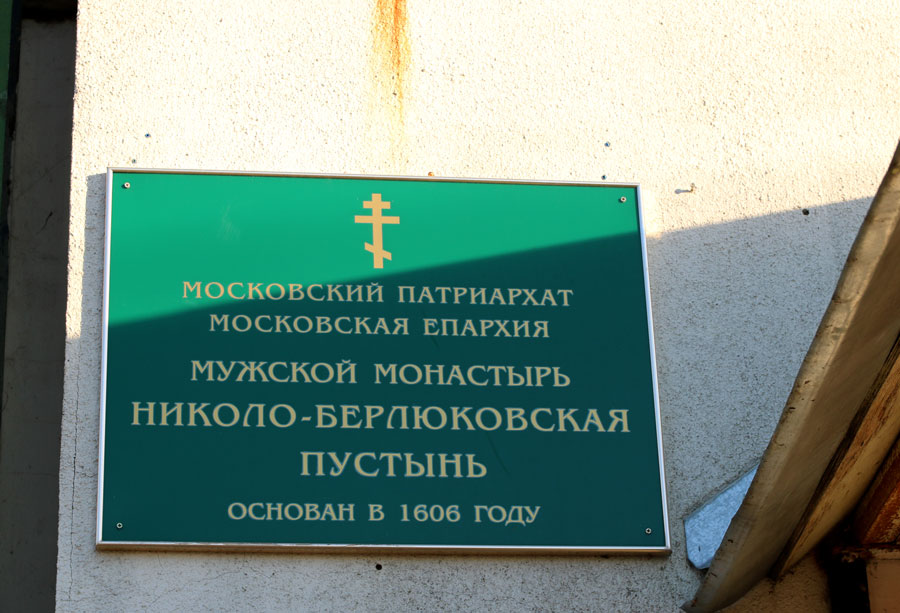 МОСКОВСКИЙ ПАТРИАРХАТ
МОСКОВСКАЯ ЕПАРХИЯ
МУЖСКОЙ МОНАСТЫРЬ
НИКОЛО-БЕРЛЮКОВСКАЯ
ПУСТЫНЬ
ОСНОВАН В 1606 ГОДУ